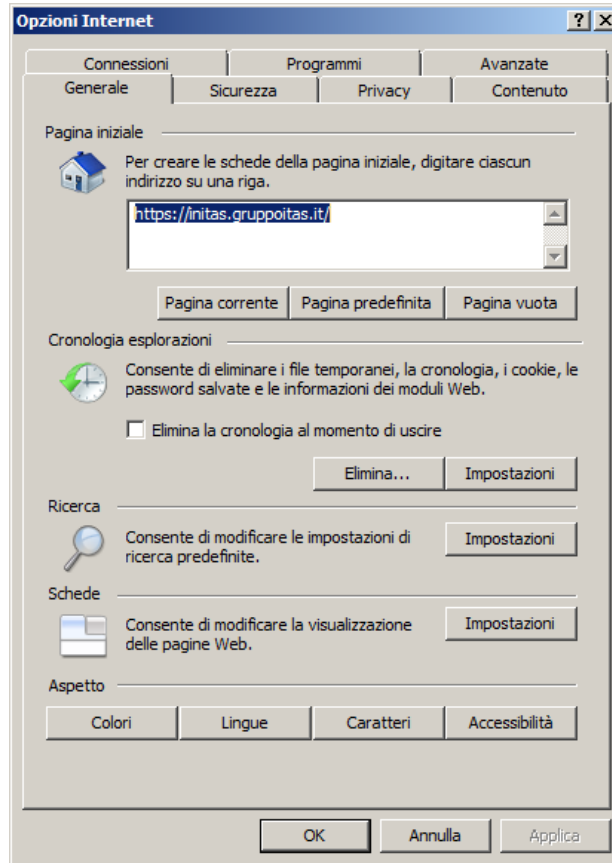 Opzioni Internet
?
Connessioni
Programmi
Avanzate
Generale
Sicurezza
Privacy
Contenuto
Pagina iniziale
Per creare le schede della pagina iniziale, digitare ciascun
indirizzo su una riga.
https://initas.gruppoitas.it/
Pagina corrente
Pagina predefinita
Pagina vuota
Cronologia esplorazioni
Consente di eliminare i file temporanei, la cronologia, i cookie, le
password salvate e le informazioni dei moduli Web.
Elimina la cronologia al momento di uscire
Elimina...
Impostazioni
Ricerca
Consente di modificare le impostazioni di
ricerca predefinite.
Impostazioni
Schede
Consente di modificare la visualizzazione
delle pagine Web.
Impostazioni
Aspetto
Colori
Lingue
Caratteri
Accessibilità
OK
Annulla
Applica